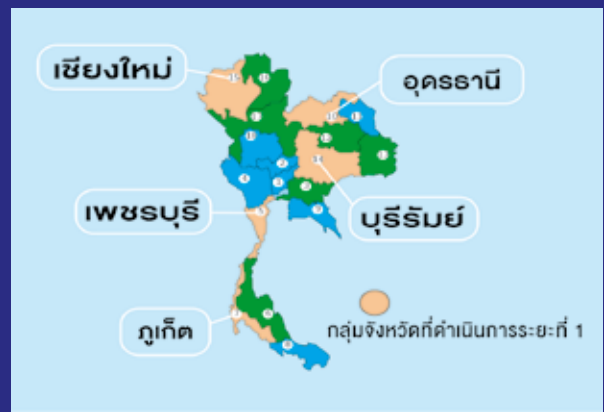 เชียงใหม่
อุดรธานี
เพชรบุรี
บุรีรัมย์
ภูเก็ต
กลุ่มจังหวัดที่ดำเนินการระยะที่ 1